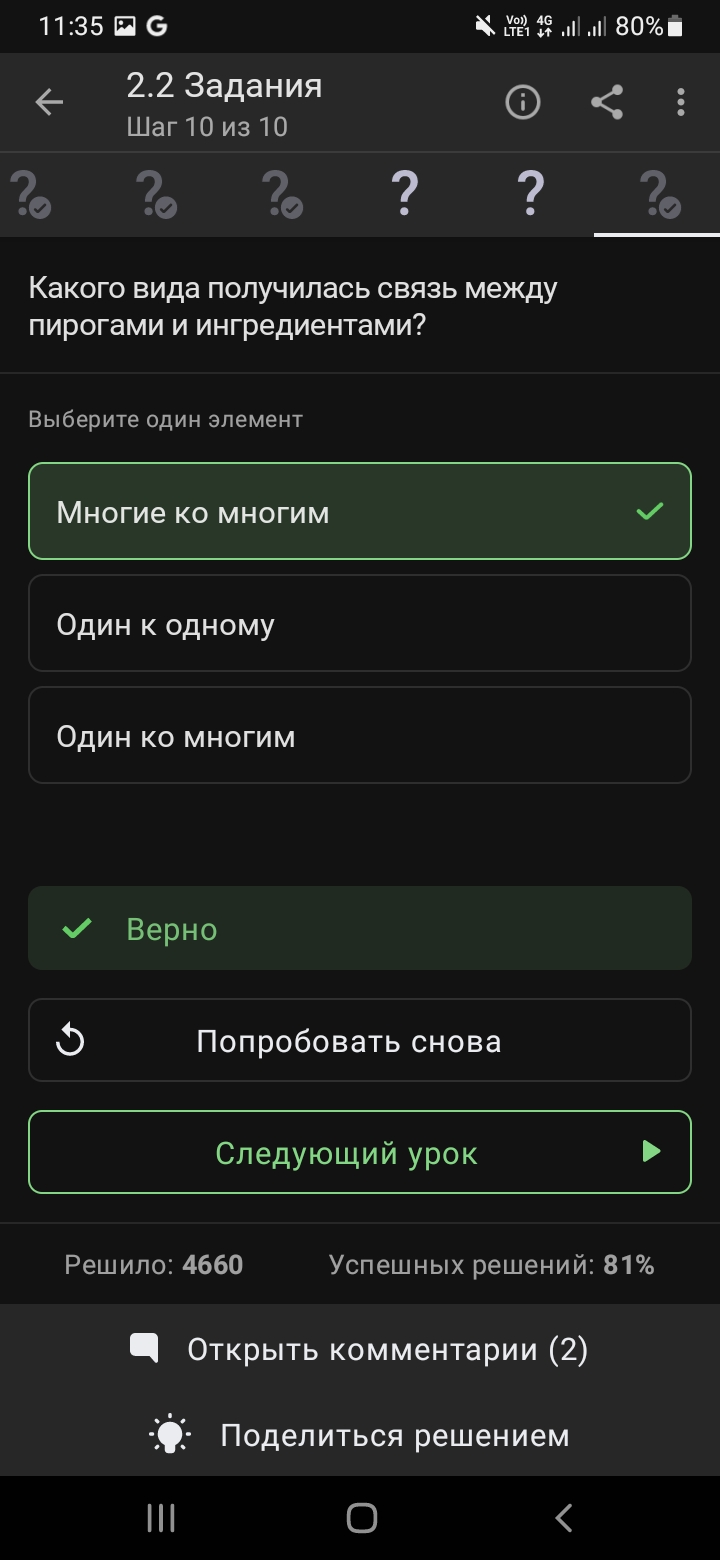 11:35 G Vo)) LTE1 4G 80%
2.2 Задания
Шаг 10 из 10
? ? ? ? ? ?
Какого вида получилась связь между
пирогами и ингредиентами?
Выберите один элемент
Многие ко многим
Один к одному
Один ко многим
Верно
Попробовать снова
Следующий урок
Решило: 4660 Успешных решений: 81%
Открыть комментарии (2)
Поделиться решением